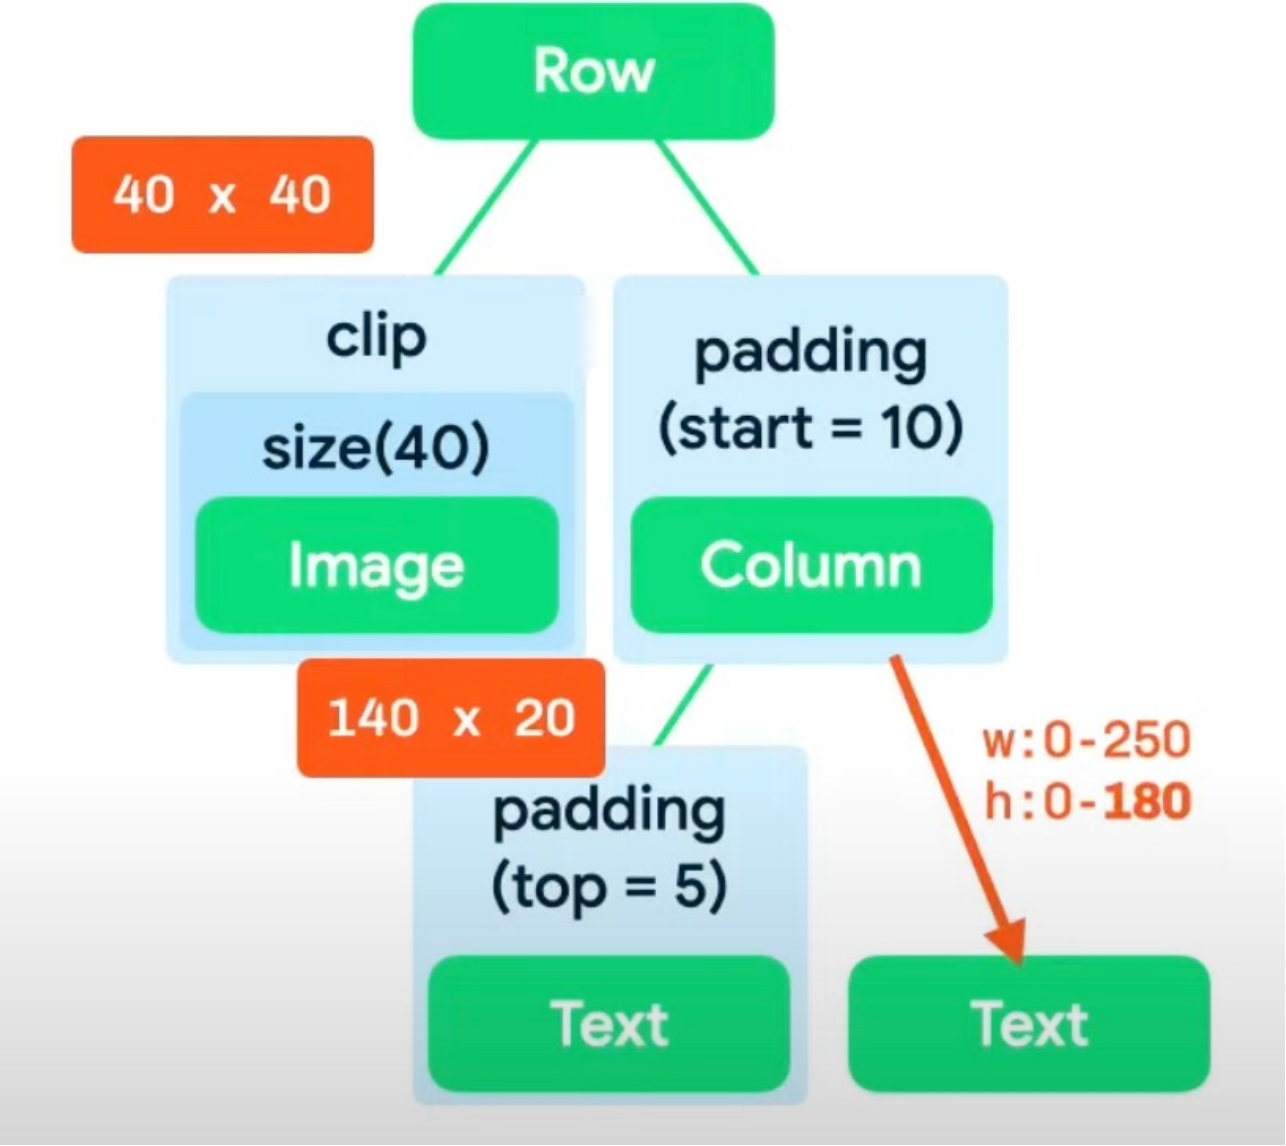 Row
40 x 40
clip
size(40)
Image
padding
(start = 10)
Column
140 x 20
padding
(top = 5)
Text
w:0-250
h:0-180
Text